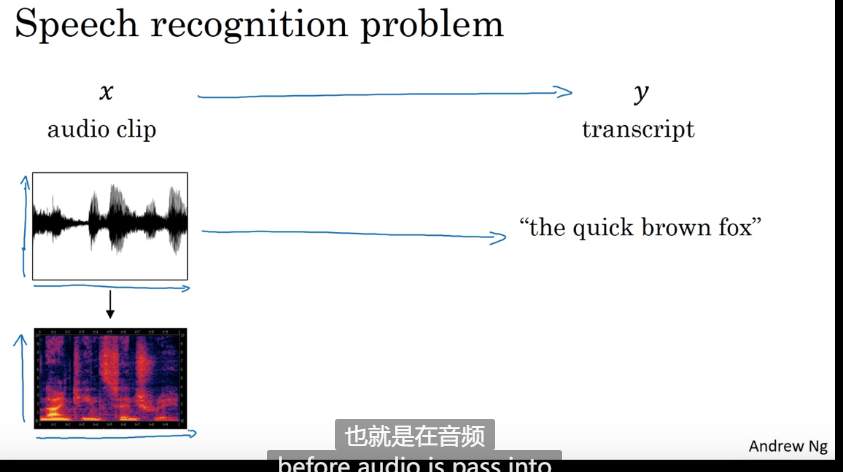 Speech recognition problem
x
y
audio clip
transcript
“the quick brown fox”
也就是在音频
before audio is pass into
Andrew Ng